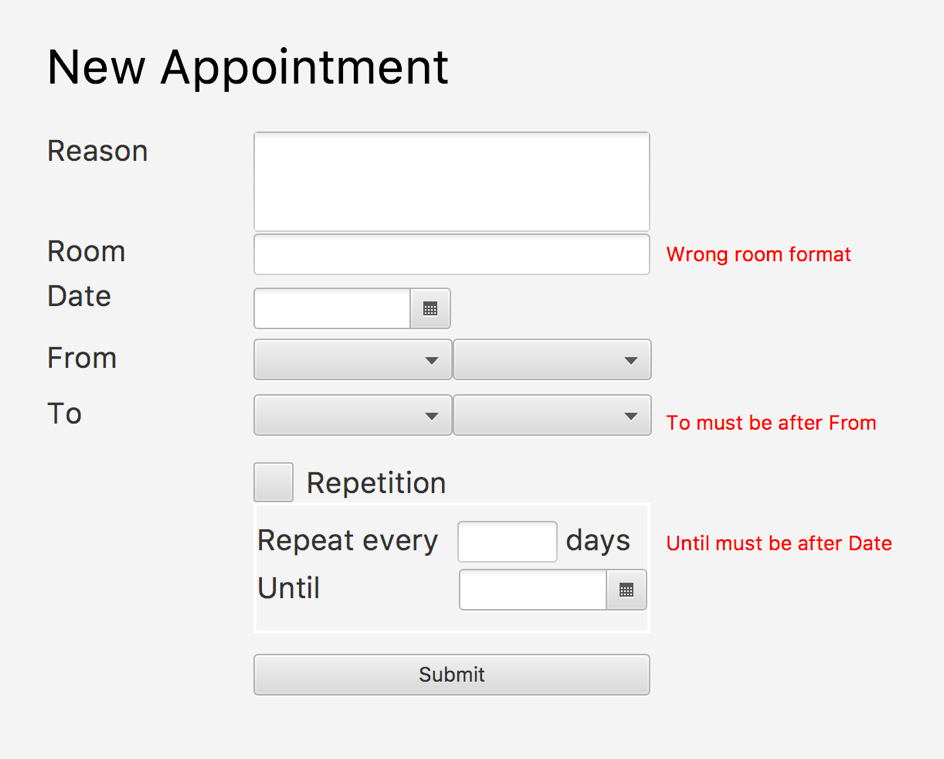 New Appointment
Reason
Room
Wrong room format
Date
From
To
To must be after From
Repetition
Repeat every days
Until must be after Date
Until
Submit